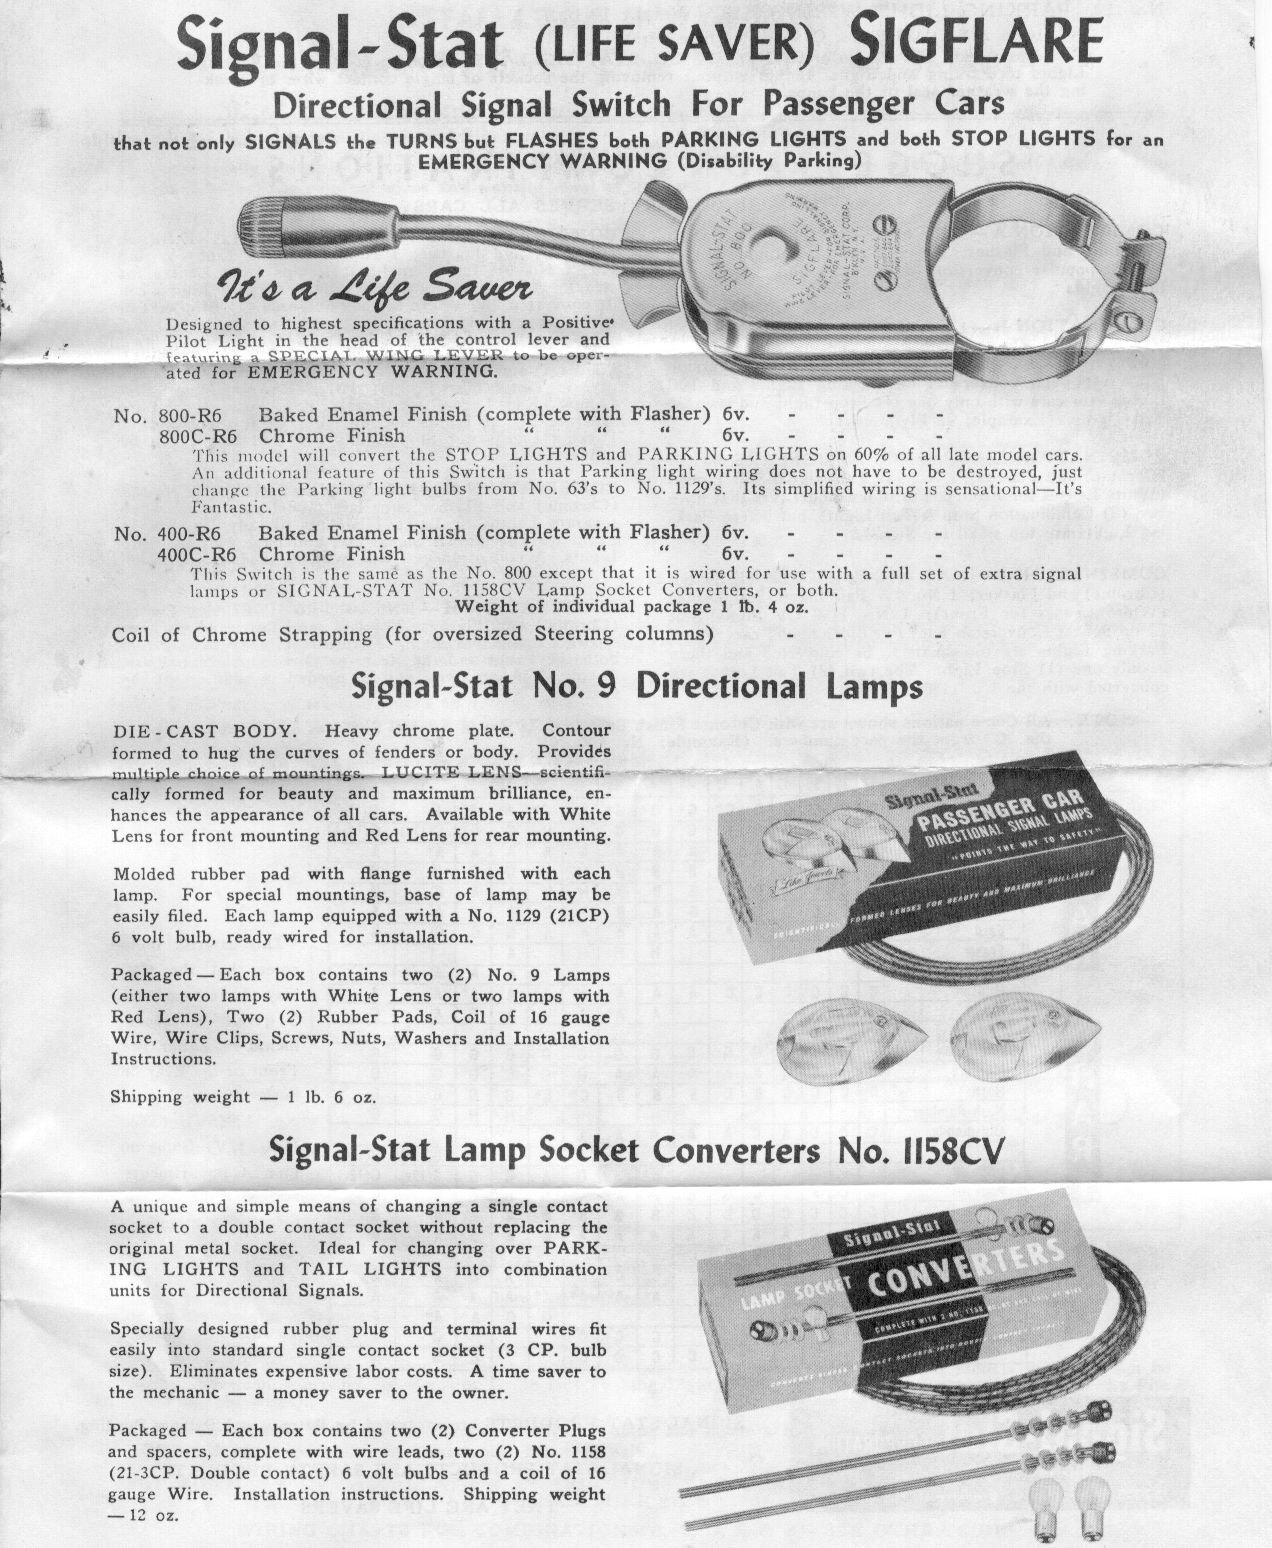 Signal-Stat (LIFE SAVER) SIGFLARE
Directional Signal Switch For Passenger Cars
that not only SIGNALS the TURNS but FLASHES both PARKING LIGHTS and both STOP LIGHTS for an
EMERGENCY WARNING (Disability Parking)
SIGNAL-STAT
NO 800
SIGFLARE
SIGNAL-STAT CORP.
It's a Life Saver
Designed to highest specifications with a Positive
Pilot Light in the head of the control lever and
featuring a SPECIAL WING LEVER to be oper-
ated for EMERGENCY WARNING.
No. 800-R6 Baked Enamel Finish (complete with Flasher) 6v. - - - -
800C-R6 Chrome Finish “ “ “ 6v. - - - -
This model will convert the STOP LIGHTS and PARKING LIGHTS on 60% of all late model cars.
An additional feature of this Switch is that Parking light wiring does not have to be destroyed, just
change the Parking light bulbs from No. 63's to No. 1129's. Its simplified wiring is sensational—It's
Fantastic.
No. 400-R6 Baked Enamel Finish (complete with Flasher) 6v. - - - -
400C-R6 Chrome Finish “ “ “ 6v. - - - -
This Switch is the same as the No. 800 except that it is wired for use with a full set of extra signal
lamps or SIGNAL-STAT No. 1158CV Lamp Socket Converters, or both.
Weight of individual package 1 lb. 4 oz.
Coil of Chrome Strapping (for oversized Steering columns) - - - -
Signal-Stat No. 9 Directional Lamps
DIE-CAST BODY. Heavy chrome plate. Contour
formed to hug the curves of fenders or body. Provides
multiple choice of mountings. LUCITE LENS—scientifi-
cally formed for beauty and maximum brilliance, en-
hances the appearance of all cars. Available with White
Lens for front mounting and Red Lens for rear mounting.
Molded rubber pad with flange furnished with each
lamp. For special mountings, base of lamp may be
easily filed. Each lamp equipped with a No. 1129 (21CP)
6 volt bulb, ready wired for installation.
Packaged — Each box contains two (2) No. 9 Lamps
(either two lamps with White Lens or two lamps with
Red Lens), Two (2) Rubber Pads, Coil of 16 gauge
Wire, Wire Clips, Screws, Nuts, Washers and Installation
Instructions.
Shipping weight — 1 lb. 6 oz.
Signal-Stat
PASSENGER CAR
DIRECTIONAL SIGNAL LAMPS
"POINTS THE WAY TO SAFETY"
Like Jewels
SCIENTIFICALLY FORMED LENSES FOR BEAUTY AND MAXIMUM BRILLIANCE
Signal-Stat Lamp Socket Converters No. 1158CV
A unique and simple means of changing a single contact
socket to a double contact socket without replacing the
original metal socket. Ideal for changing over PARK-
ING LIGHTS and TAIL LIGHTS into combination
units for Directional Signals.
Specially designed rubber plug and terminal wires fit
easily into standard single contact socket (3 CP. bulb
size). Eliminates expensive labor costs. A time saver to
the mechanic — a money saver to the owner.
Packaged — Each box contains two (2) Converter Plugs
and spacers, complete with wire leads, two (2) No. 1158
(21-3CP. Double contact) 6 volt bulbs and a coil of 16
gauge Wire. Installation instructions. Shipping weight
— 12 oz.
Signal-Stat
LAMP SOCKET CONVERTERS